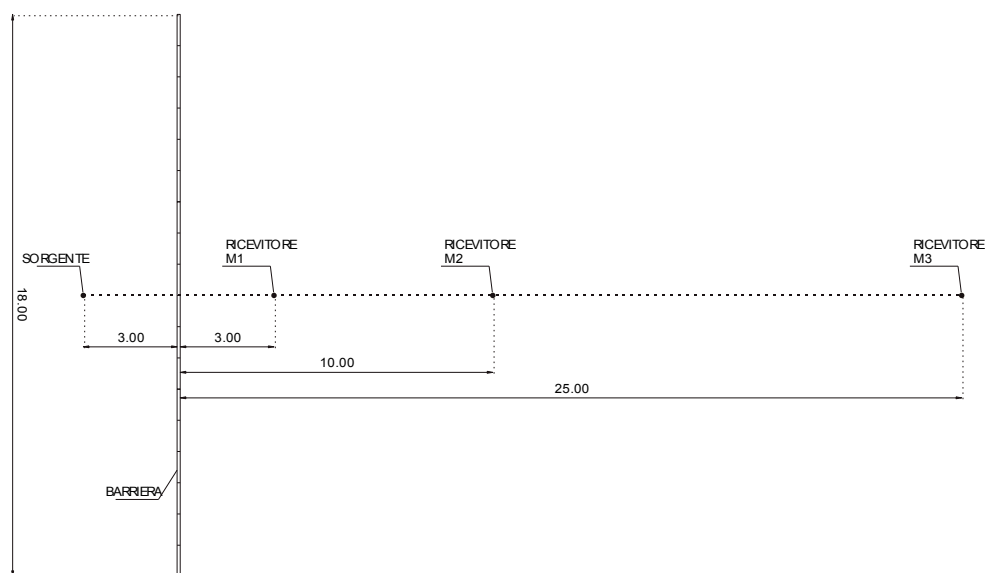 RICEVITORE
M1
RICEVITORE
M2
RICEVITORE
M3
SORGENTE
18.00
3.00
3.00
10.00
25.00
BARRIERA